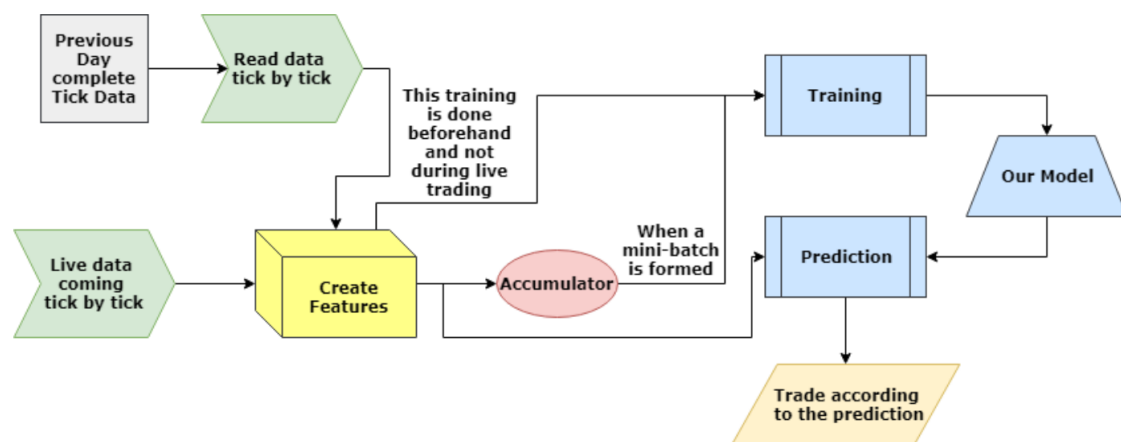 Previous
Day
complete
Tick Data
Read data
tick by tick
This training
is done
beforehand
and not
during live
trading
Training
Our Model
Live data
coming
tick by tick
Create
Features
Accumulator
When a
mini-batch
is formed
Prediction
Trade according
to the prediction